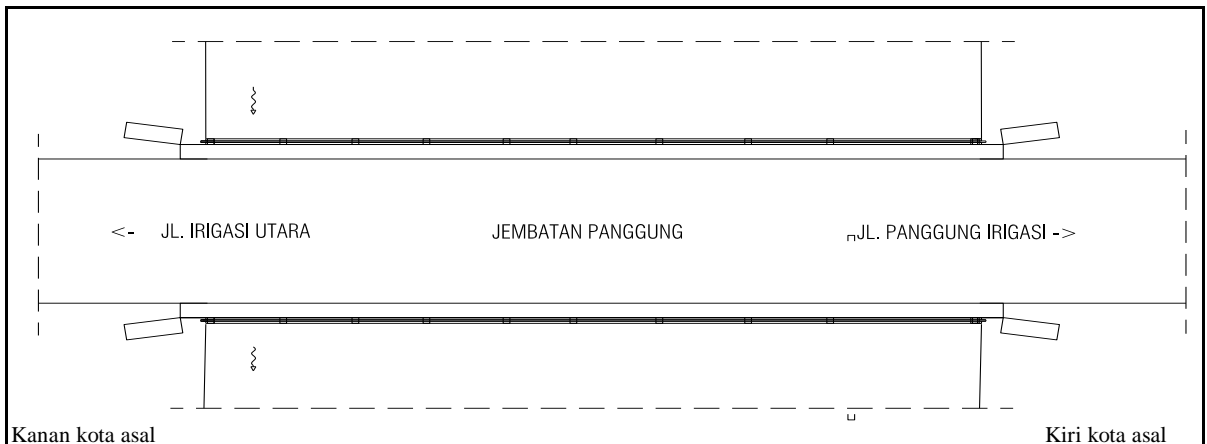 <- JL. IRIGASI UTARA JEMBATAN PANGGUNG JL. PANGGUNG IRIGASI ->
Kanan kota asal Kiri kota asal